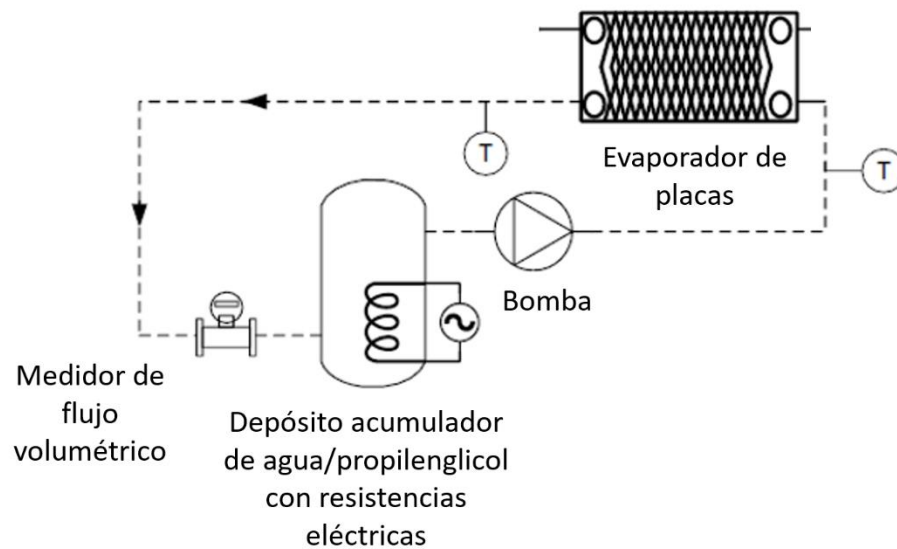 T
Evaporador de
placas
T
Bomba
Medidor de
flujo
volumétrico
Depósito acumulador
de agua/propilenglicol
con resistencias
eléctricas